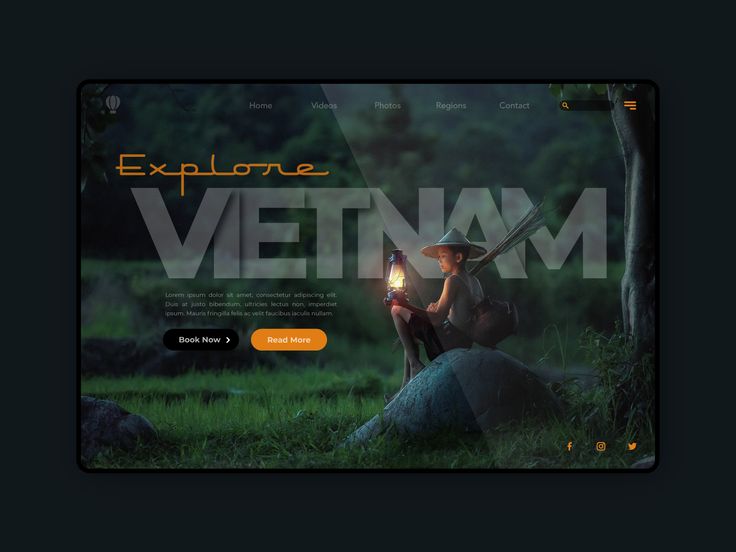 Home Videos Photos Regions Contact
Explore
VIETNAM
Lorem ipsum dolor sit amet, consectetur adipiscing elit.
Duis at justo bibendum, ultricies lectus non, imperdiet
ipsum. Mauris fringilla felis ac velit faucibus iaculis nullam.
Book Now Read More